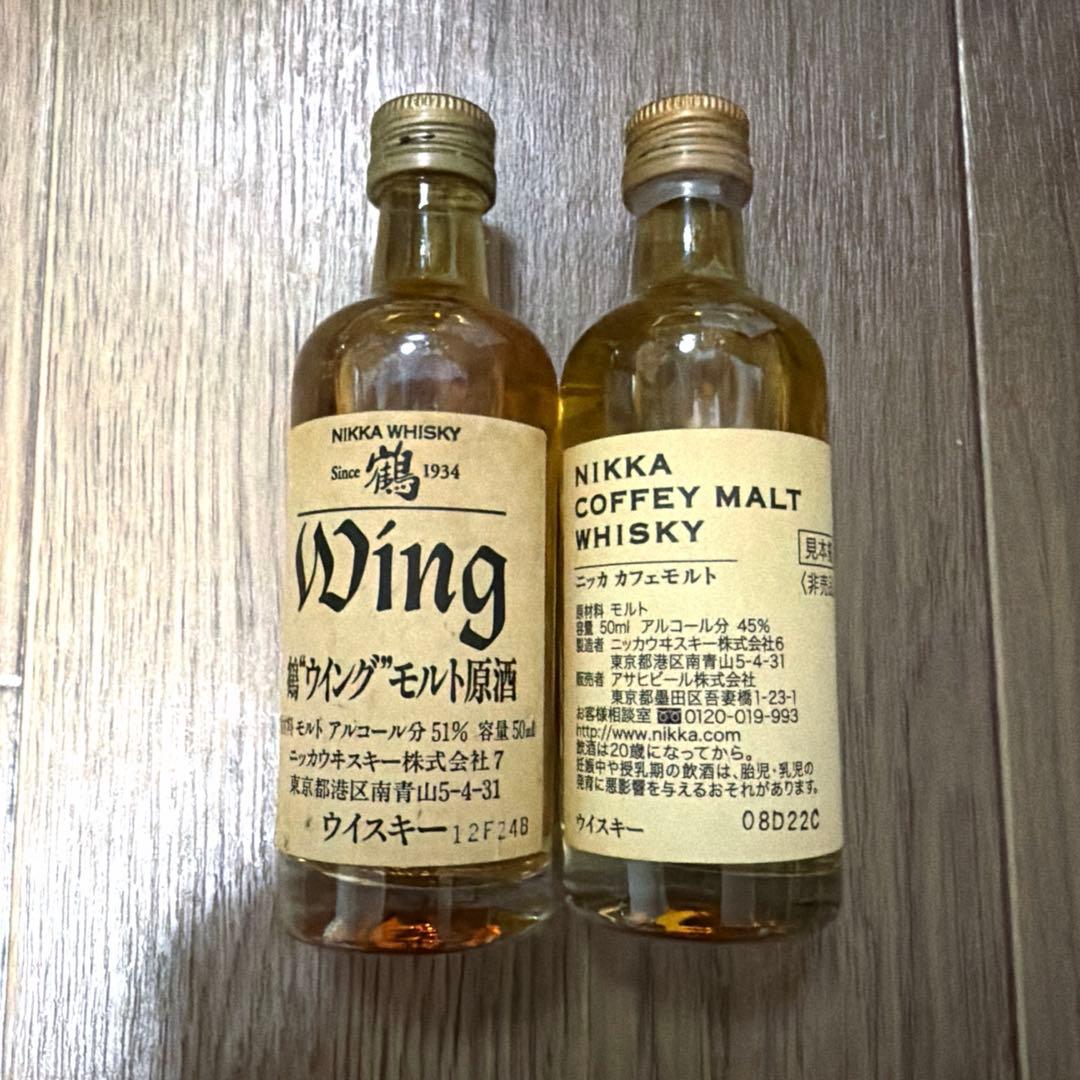 NIKKA WHISKY
Since 鶴 1934
Wing
鶴"ウイング"モルト原酒
モルト アルコール分 51% 容量 50ml
ニッカウヰスキー株式会社7
東京都港区南青山5-4-31
ウイスキー 12F24B
NIKKA
COFFEY MALT
WHISKY
見本
ニッカ カフェモルト
〈非売品
原材料 モルト
容量 50ml アルコール分 45%
製造者 ニッカウヰスキー株式会社6
東京都港区南青山5-4-31
販売者 アサヒビール株式会社
東京都墨田区吾妻橋1-23-1
お客様相談室 0120-019-993
http://www.nikka.com
飲酒は20歳になってから。
妊娠中や授乳期の飲酒は、胎児・乳児の
発育に悪影響を与えるおそれがあります。
ウイスキー 08D22C